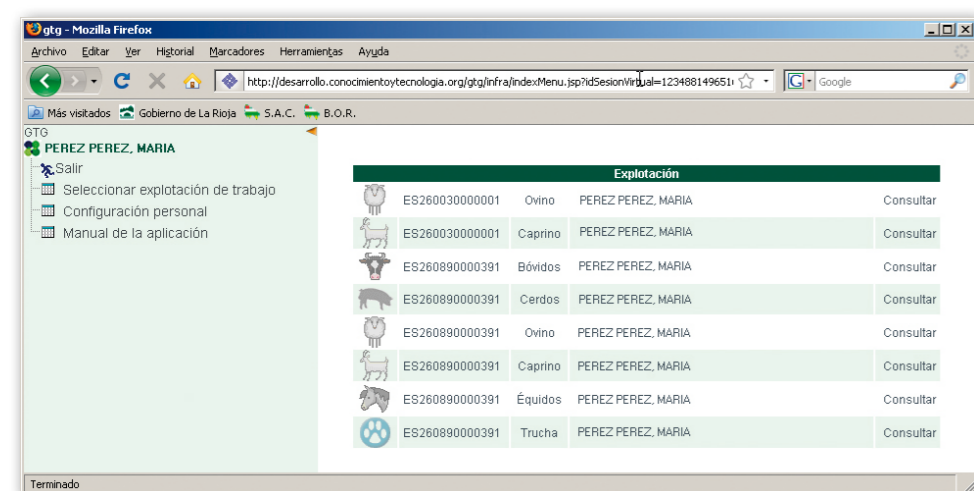 gtg - Mozilla Firefox
Archivo Editar Ver Historial Marcadores Herramientas Ayuda
http://desarrollo.conocimientoytecnologia.org/gtg/infra/indexMenu.jsp?idSesionVirtual=123488149651 G Google
Más visitados Gobierno de La Rioja S.A.C. B.O.R.
GTG
PEREZ PEREZ, MARIA
Salir
Seleccionar explotación de trabajo
Configuración personal
Manual de la aplicación
Explotación
ES260030000001 Ovino PEREZ PEREZ, MARIA Consultar
ES260030000001 Caprino PEREZ PEREZ, MARIA Consultar
ES260890000391 Bóvidos PEREZ PEREZ, MARIA Consultar
ES260890000391 Cerdos PEREZ PEREZ, MARIA Consultar
ES260890000391 Ovino PEREZ PEREZ, MARIA Consultar
ES260890000391 Caprino PEREZ PEREZ, MARIA Consultar
ES260890000391 Équidos PEREZ PEREZ, MARIA Consultar
ES260890000391 Trucha PEREZ PEREZ, MARIA Consultar
Terminado